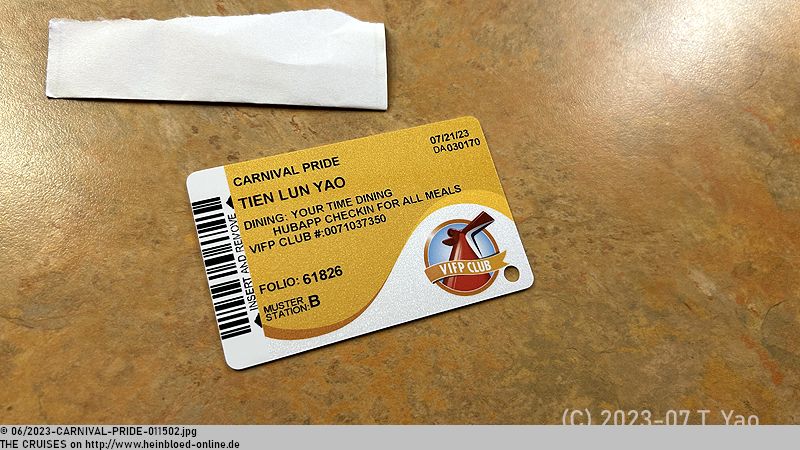 07/21/23
DA030170
CARNIVAL PRIDE
TIEN LUN YAO
DINING: YOUR TIME DINING
HUBAPP CHECKIN FOR ALL MEALS
VIFP CLUB #:0071037350
FOLIO: 61826
MUSTER
STATION: B
INSERT AND REMOVE
VIFP CLUB
(C) 2023-07 T. Yao
© 06/2023-CARNIVAL-PRIDE-011502.jpg
THE CRUISES on http://www.heinbloed-online.de